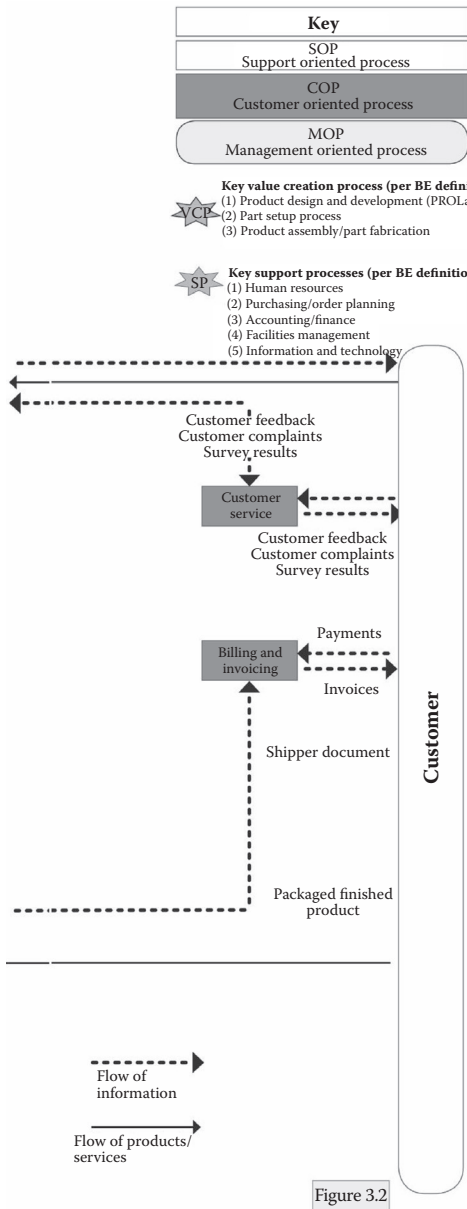 Key
SOP
Support oriented process
COP
Customer oriented process
MOP
Management oriented process
Key value creation process (per BE defini
VCP
(1) Product design and development (PROLa
(2) Part setup process
(3) Product assembly/part fabrication
SP
Key support processes (per BE definitio
(1) Human resources
(2) Purchasing/order planning
(3) Accounting/finance
(4) Facilities management
(5) Information and technology
Customer feedback
Customer complaints
Survey results
Customer
service
Customer feedback
Customer complaints
Survey results
Payments
Billing and
invoicing
Invoices
Shipper document
Customer
Packaged finished
product
Flow of
information
Flow of products/
services
Figure 3.2